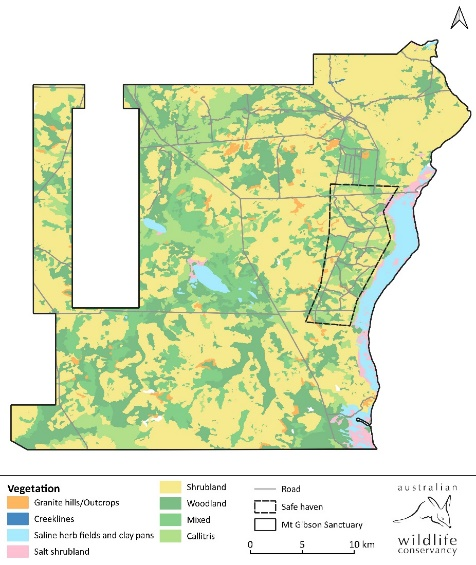 Vegetation
Granite hills/Outcrops
Creeklines
Saline herb fields and clay pans
Salt shrubland
Shrubland
Woodland
Mixed
Callitris
Road
Safe haven
Mt Gibson Sanctuary
0 5 10 km
australian
wildlife
conservancy